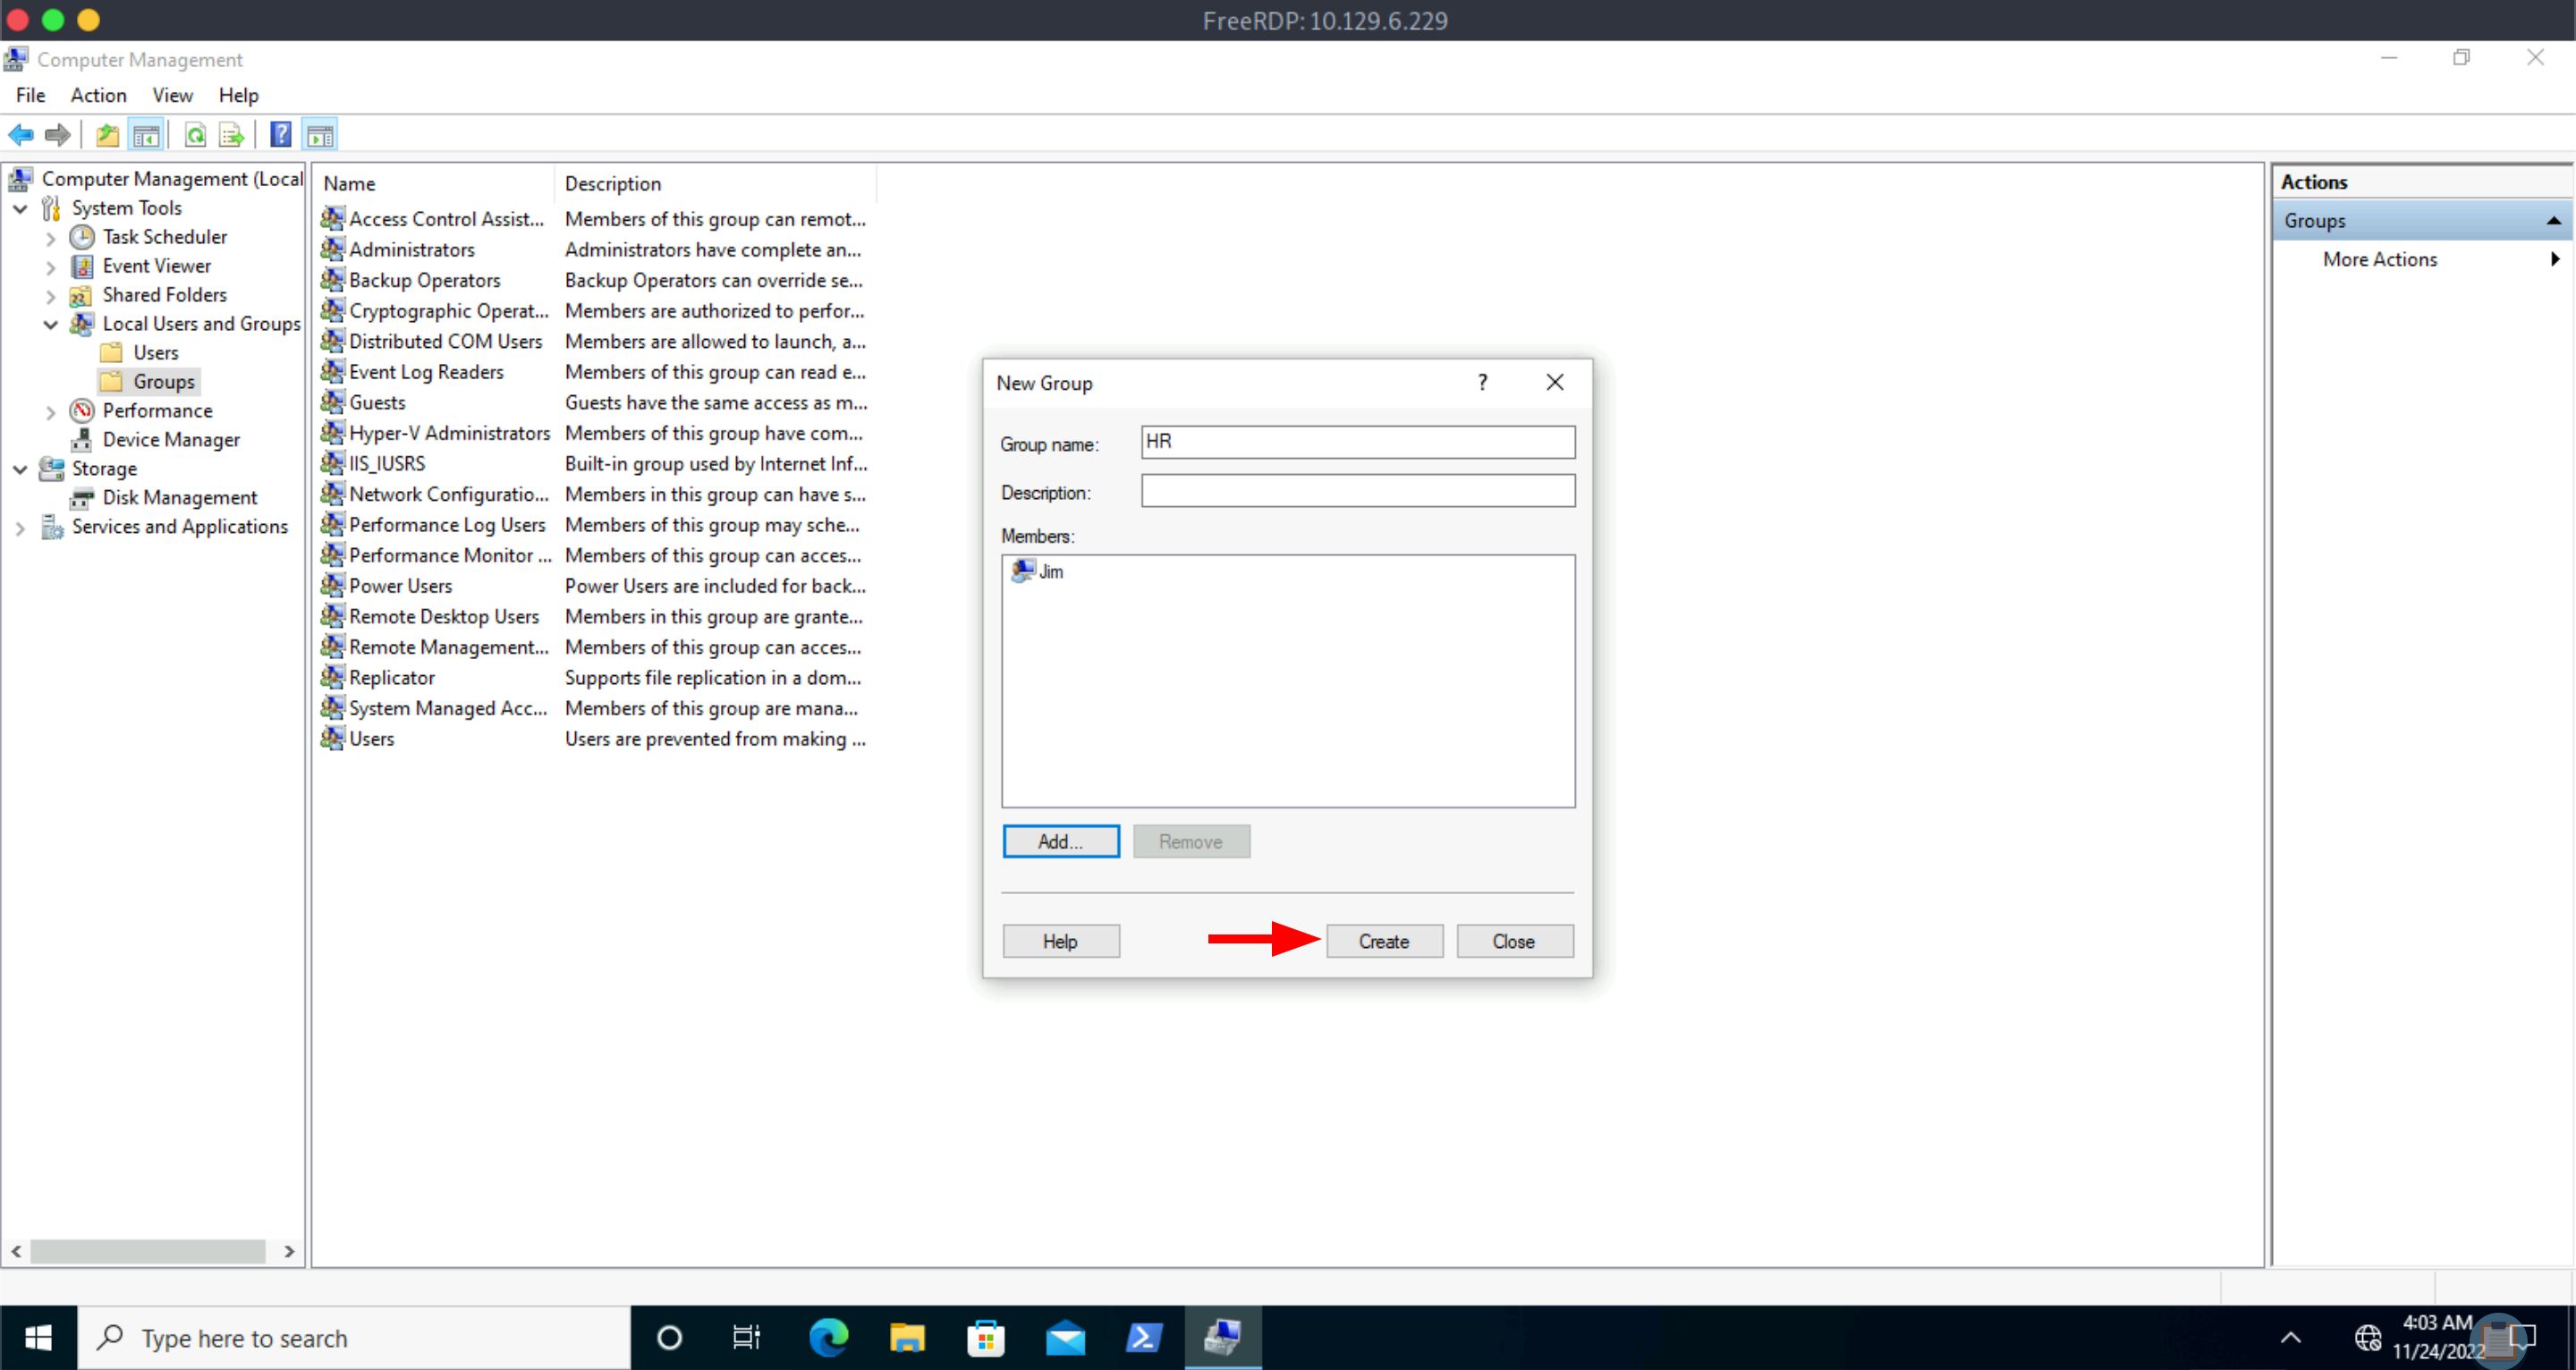 FreeRDP: 10.129.6.229
Computer Management
File Action View Help
Computer Management (Local
System Tools
Task Scheduler
Event Viewer
Shared Folders
Local Users and Groups
Users
Groups
Performance
Device Manager
Storage
Disk Management
Services and Applications
Name Description
Access Control Assist... Members of this group can remot...
Administrators Administrators have complete an...
Backup Operators Backup Operators can override se...
Cryptographic Operat... Members are authorized to perfor...
Distributed COM Users Members are allowed to launch, a...
Event Log Readers Members of this group can read e...
Guests Guests have the same access as m...
Hyper-V Administrators Members of this group have com...
IIS_IUSRS Built-in group used by Internet Inf...
Network Configuratio... Members in this group can have s...
Performance Log Users Members of this group may sche...
Performance Monitor ... Members of this group can acces...
Power Users Power Users are included for back...
Remote Desktop Users Members in this group are grante...
Remote Management... Members of this group can acces...
Replicator Supports file replication in a dom...
System Managed Acc... Members of this group are mana...
Users Users are prevented from making ...
New Group ?
Group name: HR
Description:
Members:
Jim
Add... Remove
Help Create Close
Actions
Groups
More Actions
Type here to search
4:03 AM
11/24/2022